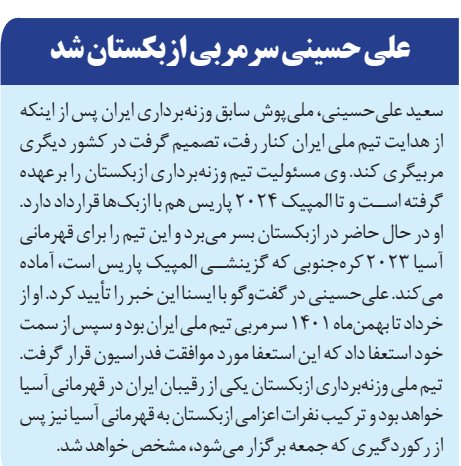 علی حسینی سرمربی ازبکستان شد
سعید علی‌حسینی، ملی‌پوش سابق وزنه‌برداری ایران پس از اینکه
از هدایت تیم ملی ایران کنار رفت، تصمیم گرفت در کشور دیگری
مربیگری کند. وی مسئولیت تیم وزنه‌برداری ازبکستان را برعهده
گرفته است و تا المپیک ۲۰۲۴ پاریس هم با ازبک‌ها قرارداد دارد.
او در حال حاضر در ازبکستان بسر می‌برد و این تیم را برای قهرمانی
آسیا ۲۰۲۳ کره‌جنوبی که گزینشی المپیک پاریس است، آماده
می‌کند. علی‌حسینی در گفت‌وگو با ایسنا این خبر را تأیید کرد. او از
خرداد تا بهمن‌ماه ۱۴۰۱ سرمربی تیم ملی ایران بود و سپس از سمت
خود استعفا داد که این استعفا مورد موافقت فدراسیون قرار گرفت.
تیم ملی وزنه‌برداری ازبکستان یکی از رقیبان ایران در قهرمانی آسیا
خواهد بود و ترکیب نفرات اعزامی ازبکستان به قهرمانی آسیا نیز پس
از رکوردگیری که جمعه برگزار می‌شود، مشخص خواهد شد.